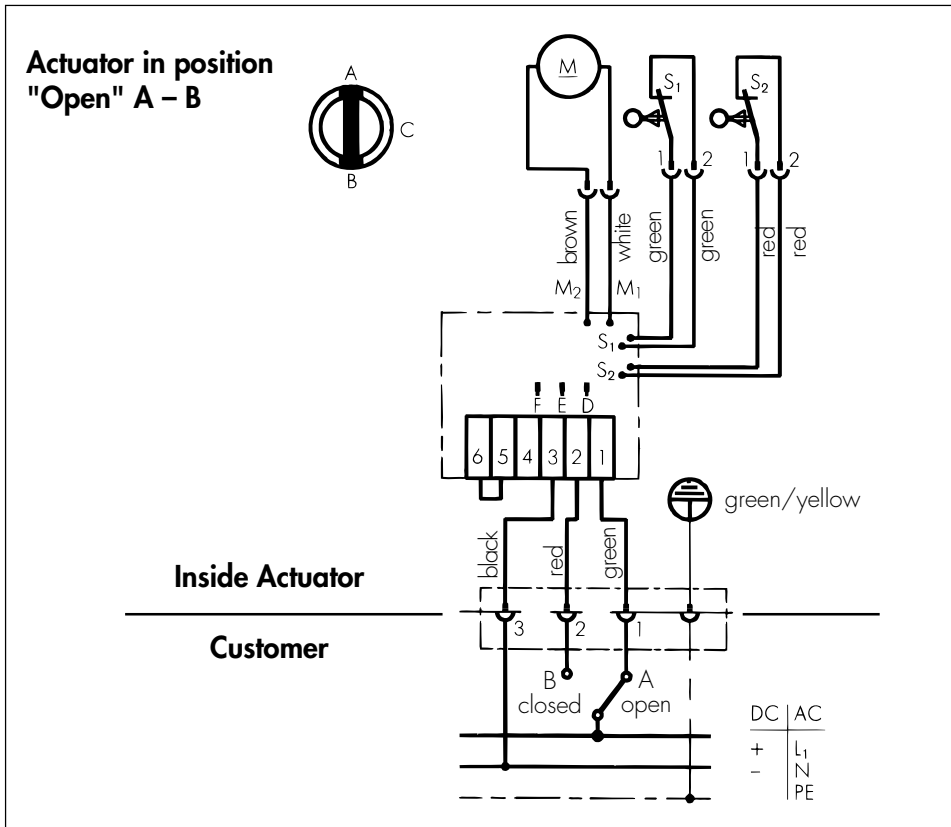 Actuator in position
"Open" A – B
A
C
B
M
S1
S2
1
2
1
2
brown
white
green
green
red
red
M2
M1
S1
S2
F
E
D
6
5
4
3
2
1
green/yellow
black
red
green
Inside Actuator
3
2
1
Customer
B
A
closed
open
DC
AC
+
L1
–
N
PE